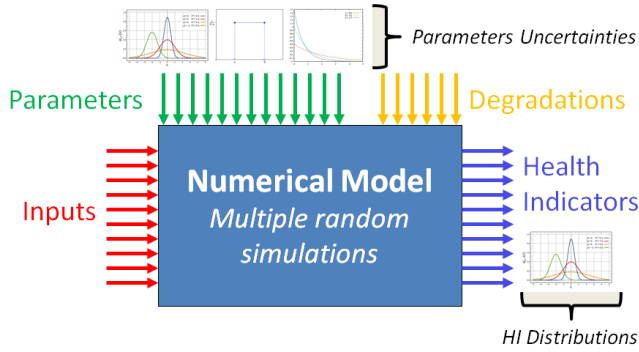 Parameters Uncertainties
Parameters
Degradations
Numerical Model
Multiple random
simulations
Inputs
Health
Indicators
HI Distributions